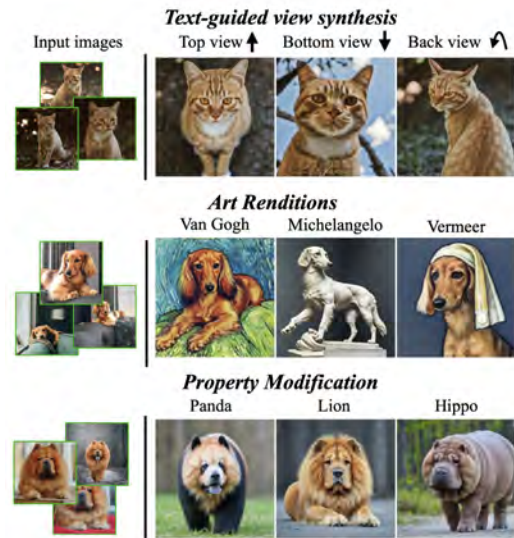 Text-guided view synthesis
Input images Top view Bottom view Back view
Art Renditions
Van Gogh Michelangelo Vermeer
Property Modification
Panda Lion Hippo